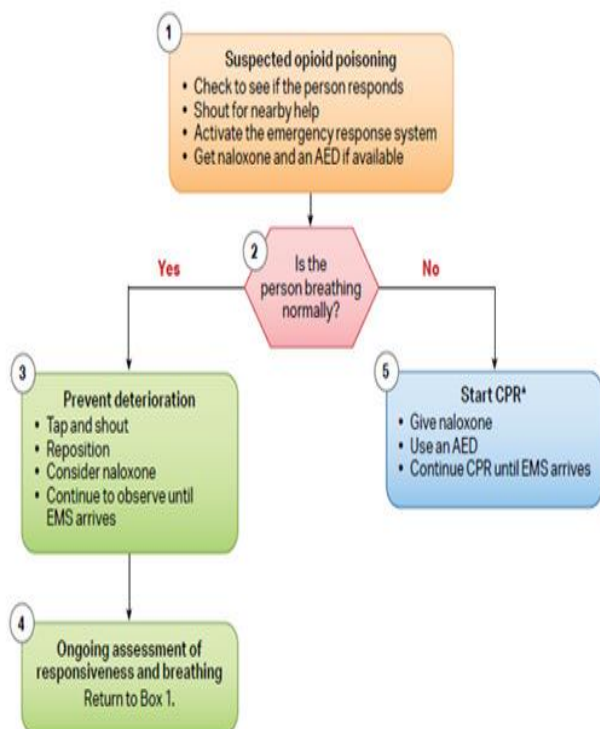 1
Suspected opioid poisoning
• Check to see if the person responds
• Shout for nearby help
• Activate the emergency response system
• Get naloxone and an AED if available
2
Is the
person breathing
normally?
Yes
No
3
Prevent deterioration
• Tap and shout
• Reposition
• Consider naloxone
• Continue to observe until
EMS arrives
5
Start CPR*
• Give naloxone
• Use an AED
• Continue CPR until EMS arrives
4
Ongoing assessment of
responsiveness and breathing
Return to Box 1.